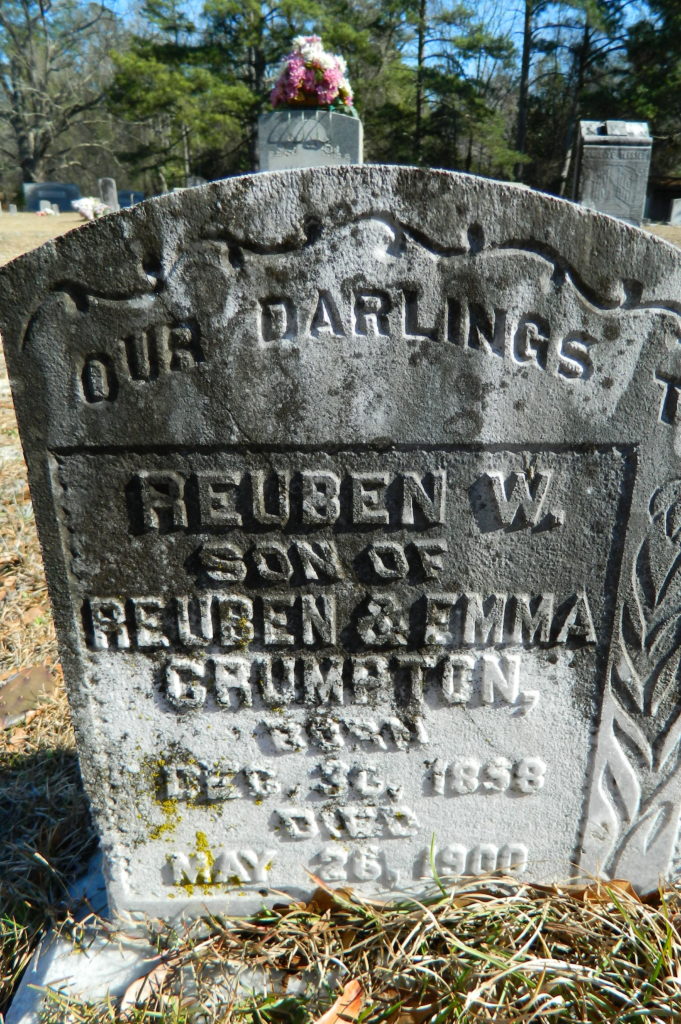 OUR DARLINGS
REUBEN W.
SON OF
REUBEN & EMMA
CRUMPTON,
BORN
DEC. 30, 1898
DIED
MAY 26, 1900